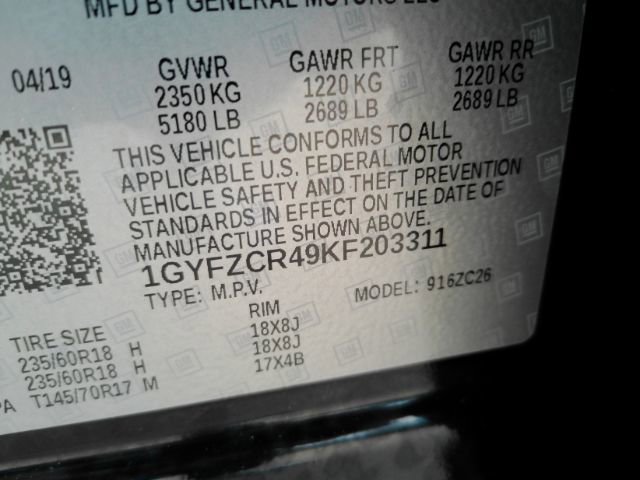 MFD BY GENERAL MOTORS LLC
04/19 GVWR GAWR FRT GAWR RR
2350 KG 1220 KG 1220 KG
5180 LB 2689 LB 2689 LB
THIS VEHICLE CONFORMS TO ALL
APPLICABLE U.S. FEDERAL MOTOR
VEHICLE SAFETY AND THEFT PREVENTION
STANDARDS IN EFFECT ON THE DATE OF
MANUFACTURE SHOWN ABOVE.
1GYFZCR49KF203311
TYPE: M.P.V. MODEL: 916ZC26
TIRE SIZE RIM
235/60R18 H 18X8J
235/60R18 H 18X8J
T145/70R17 M 17X4B